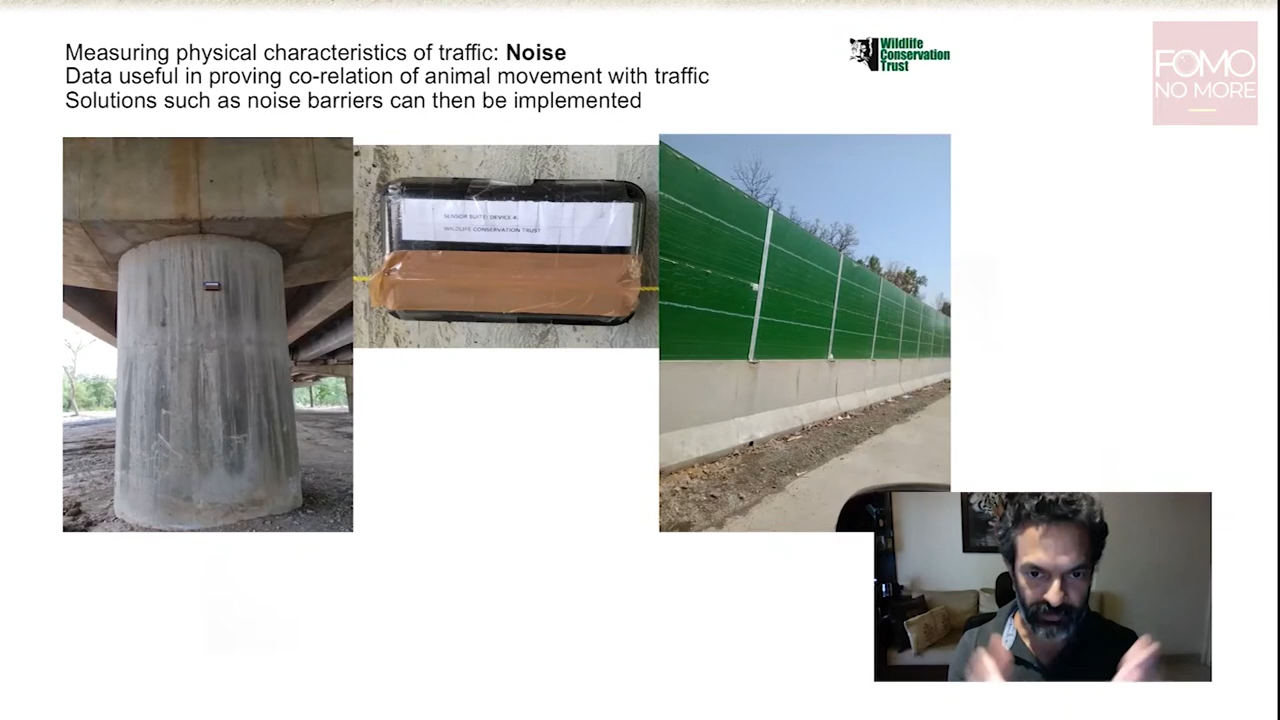 Measuring physical characteristics of traffic: Noise
Data useful in proving co-relation of animal movement with traffic
Solutions such as noise barriers can then be implemented
Wildlife
Conservation
Trust
FOMO
NO MORE
SENSOR SUITE: DEVICE 4:
WILDLIFE CONSERVATION TRUST